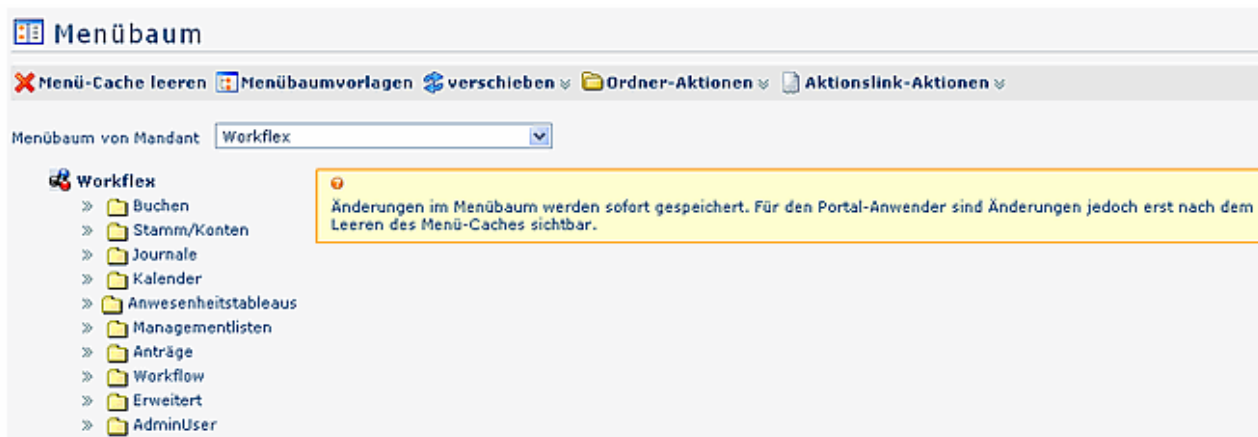 Menübaum
Menü-Cache leeren Menübaumvorlagen verschieben Ordner-Aktionen Aktionslink-Aktionen
Menübaum von Mandant Workflex
Workflex
Änderungen im Menübaum werden sofort gespeichert. Für den Portal-Anwender sind Änderungen jedoch erst nach dem
Leeren des Menü-Caches sichtbar.
» Buchen
» Stamm/Konten
» Journale
» Kalender
» Anwesenheitstableaus
» Managementlisten
» Anträge
» Workflow
» Erweitert
» AdminUser